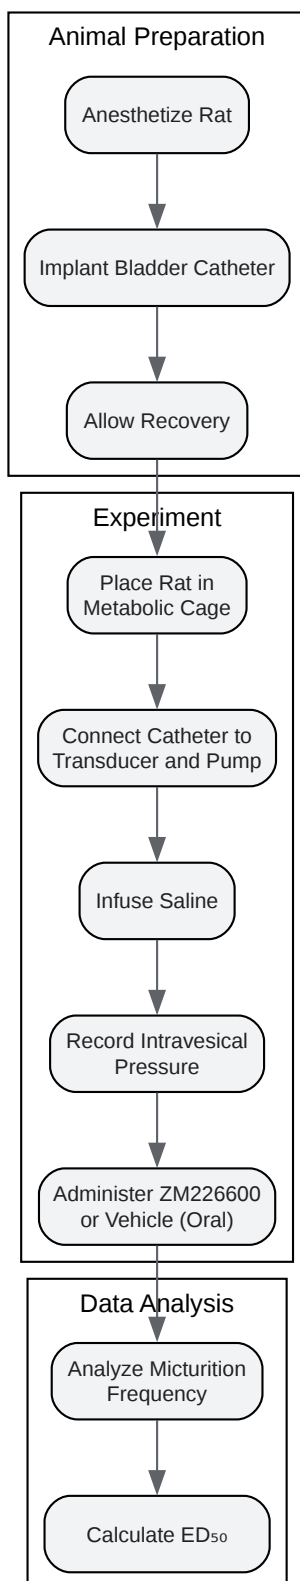 Animal Preparation
Anesthetize Rat
Implant Bladder Catheter
Allow Recovery
Experiment
Place Rat in
Metabolic Cage
Connect Catheter to
Transducer and Pump
Infuse Saline
Record Intravesical
Pressure
Administer ZM226600
or Vehicle (Oral)
Data Analysis
Analyze Micturition
Frequency
Calculate ED₅₀